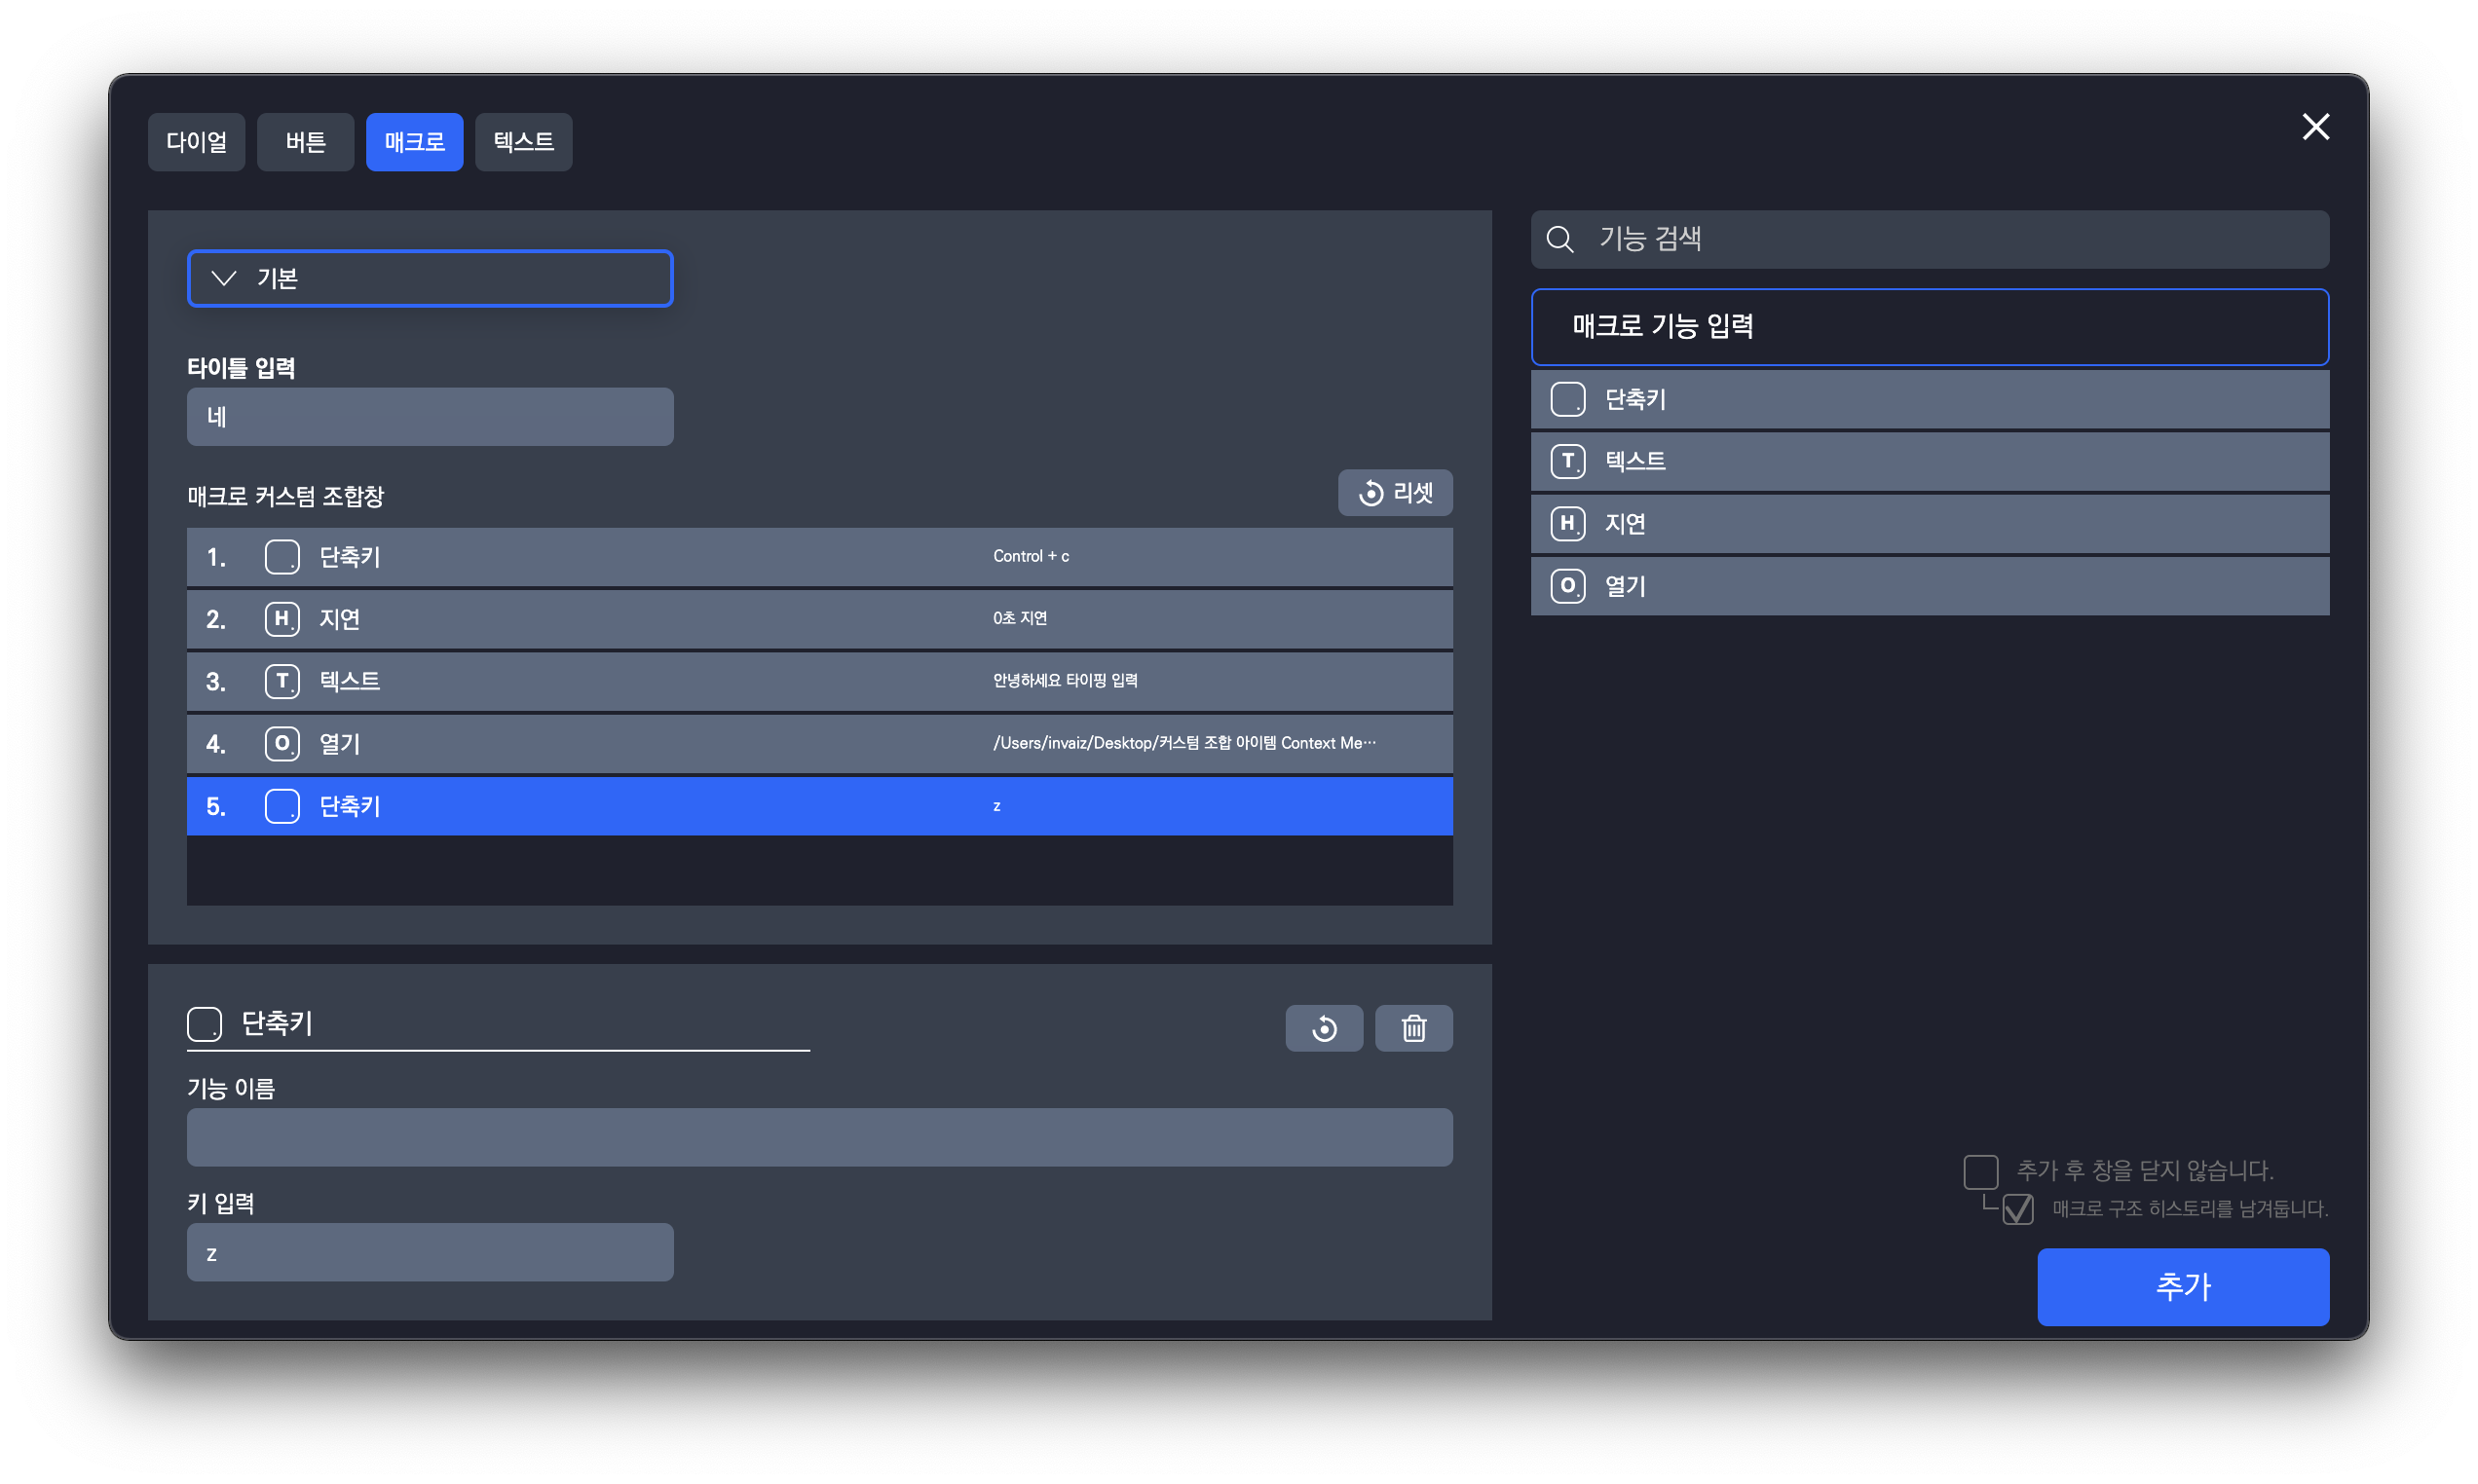 다이얼 버튼 매크로 텍스트
기본
타이틀 입력
네
매크로 커스텀 조합창
리셋
1. 단축키 Control + c
2. H 지연 0초 지연
3. T 텍스트 안녕하세요 타이핑 입력
4. O 열기 /Users/invaiz/Desktop/커스텀 조합 아이템 Context Me…
5. 단축키 z
단축키
기능 이름
키 입력
z
기능 검색
매크로 기능 입력
단축키
T 텍스트
H 지연
O 열기
추가 후 창을 닫지 않습니다.
매크로 구조 히스토리를 남겨둡니다.
추가